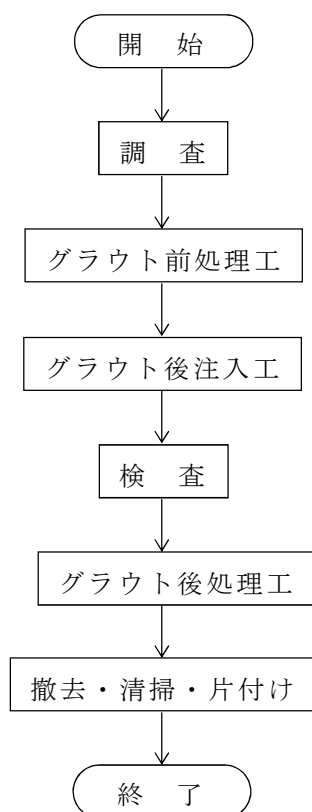 開　始
調　査
グラウト前処理工
グラウト後注入工
検　査
グラウト後処理工
撤去・清掃・片付け
終　了